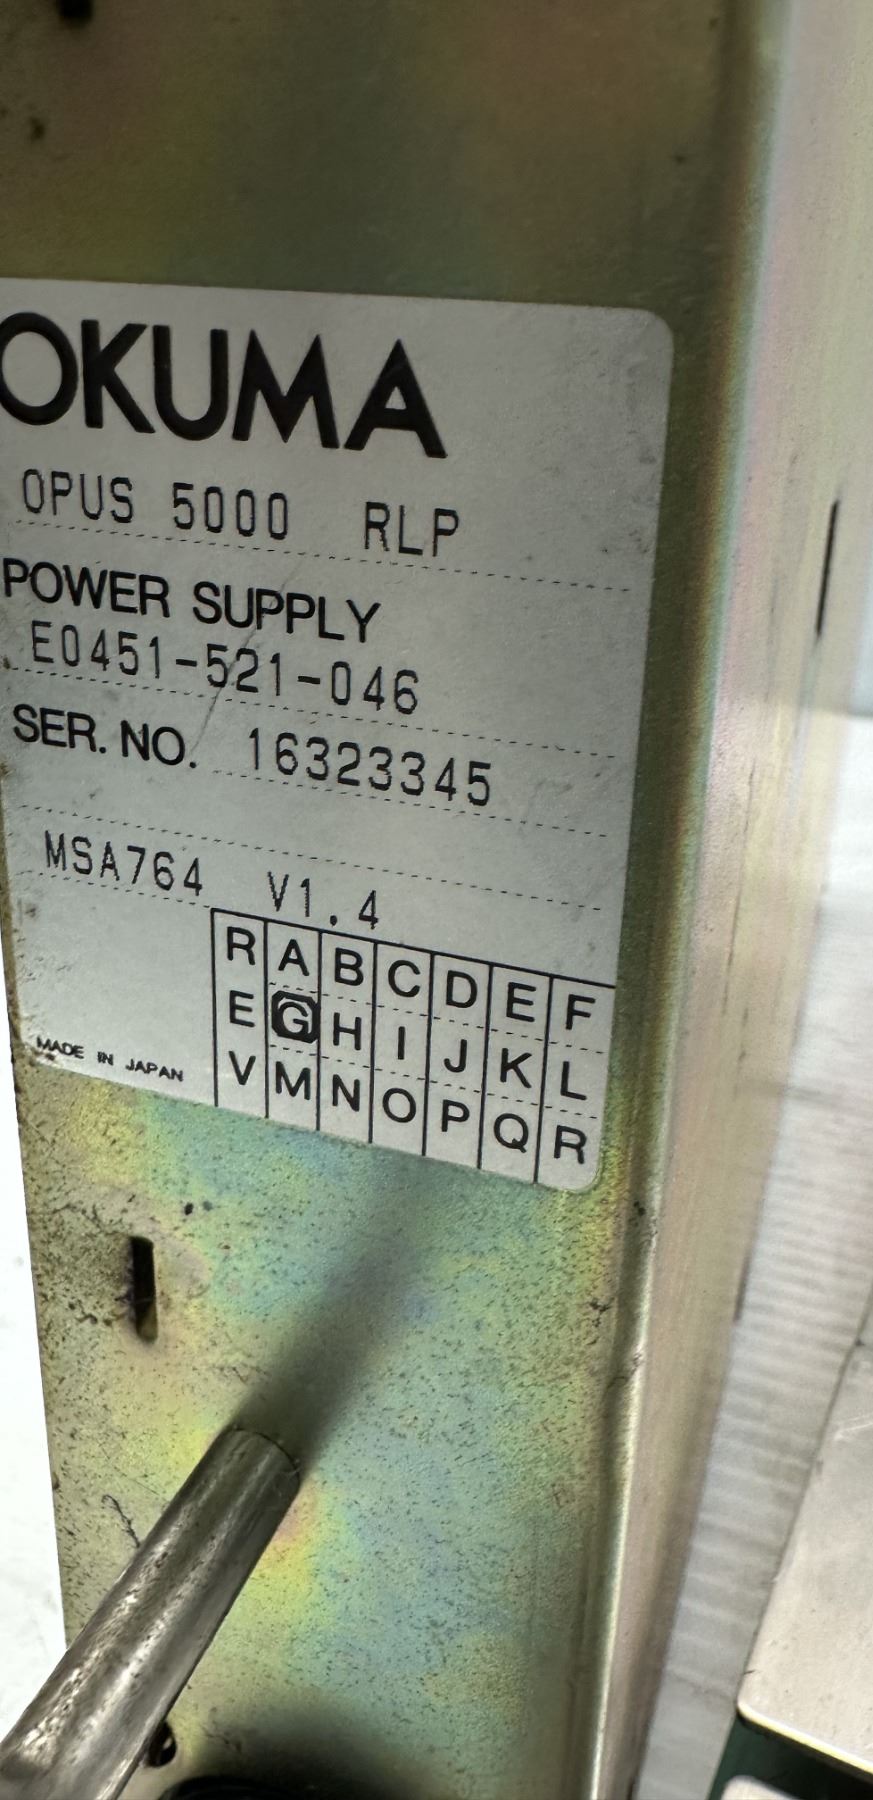 OKUMA
OPUS 5000 RLP
POWER SUPPLY
E0451-521-046
SER. NO. 16323345
MSA764 V1.4
R A B C D E F
E G H I J K L
V M N O P Q R
MADE IN JAPAN